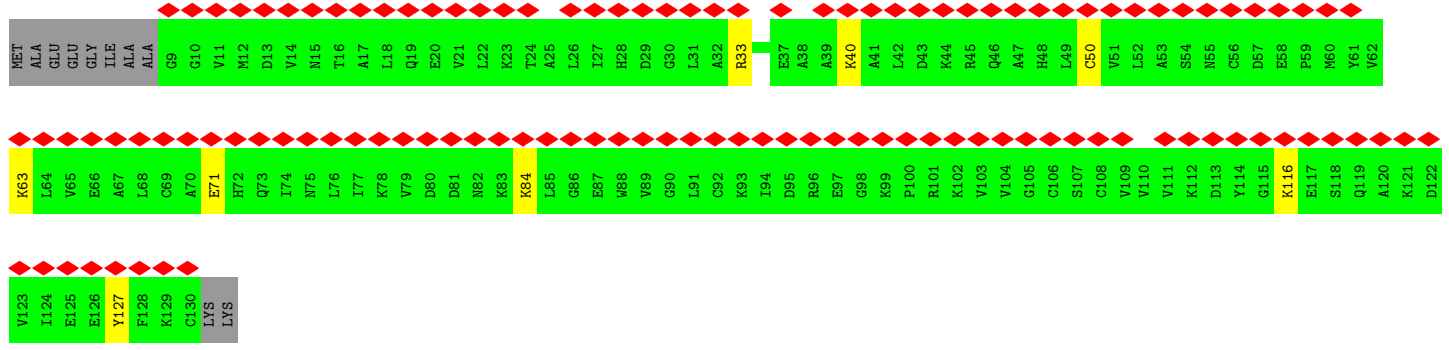 MET ALA GLU GLU GLY ILE ALA ALA G9 G10 V11 M12 D13 V14 N15 T16 A17 L18 Q19 E20 V21 L22 K23 T24 A25 L26 I27 H28 D29 G30 L31 A32 R33 E37 A38 A39 K40 A41 L42 D43 K44 R45 Q46 A47 H48 L49 C50 V51 L52 A53 S54 N55 C56 D57 E58 P59 M60 Y61 V62
K63 L64 V65 E66 A67 L68 C69 A70 E71 H72 Q73 I74 N75 L76 I77 K78 V79 D80 D81 N82 K83 K84 L85 G86 E87 W88 V89 G90 L91 C92 K93 I94 D95 R96 E97 G98 K99 P100 R101 K102 V103 V104 G105 C106 S107 C108 V109 V110 V111 K112 D113 Y114 G115 K116 E117 S118 Q119 A120 K121 D122
V123 I124 E125 E126 Y127 F128 K129 C130 LYS LYS